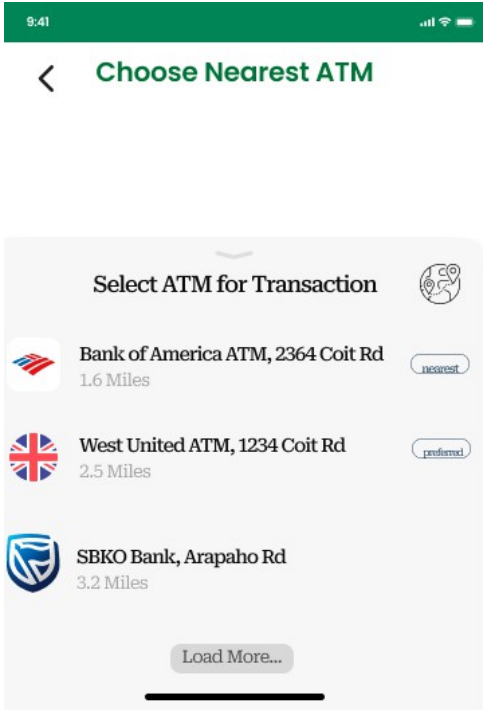 9:41
Choose Nearest ATM
Select ATM for Transaction
Bank of America ATM, 2364 Coit Rd
nearest
1.6 Miles
West United ATM, 1234 Coit Rd
preferred
2.5 Miles
SBKO Bank, Arapaho Rd
3.2 Miles
Load More...